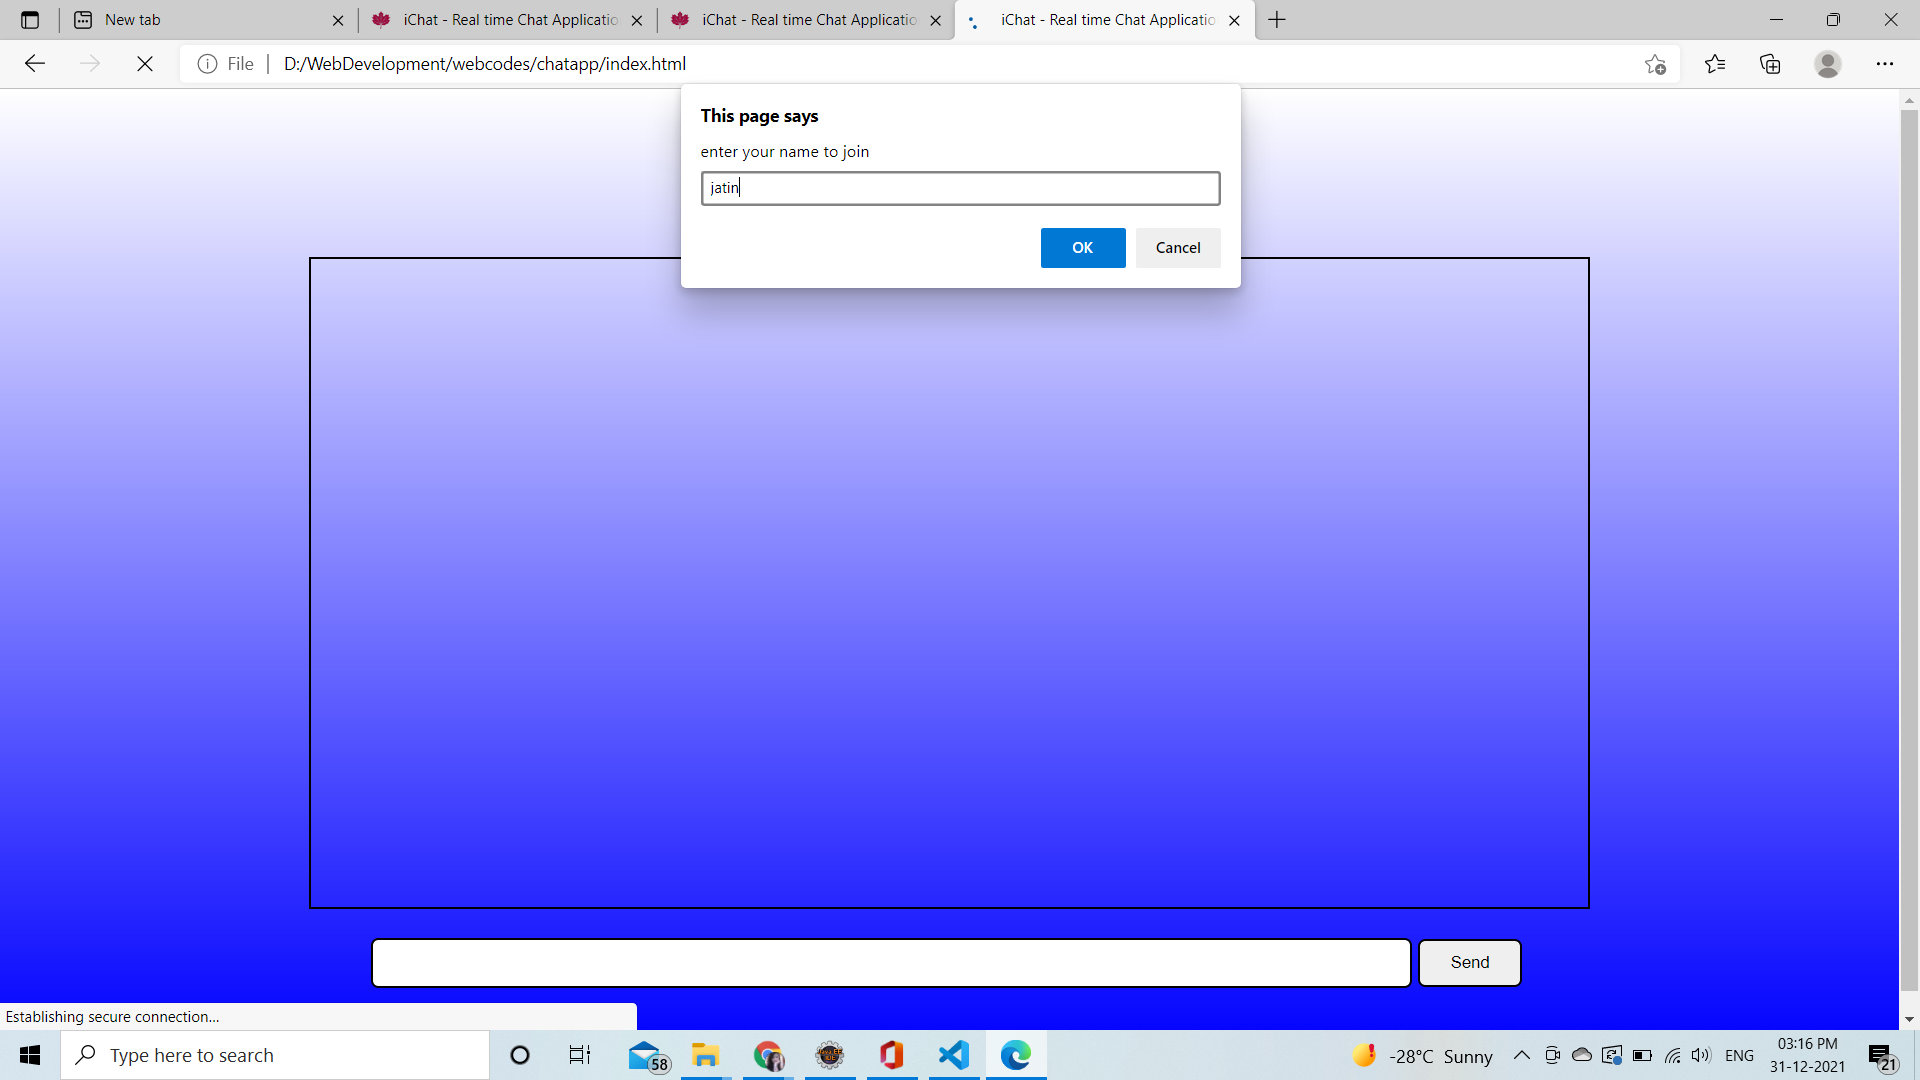 New tab
iChat - Real time Chat Applicatio
iChat - Real time Chat Applicatio
iChat - Real time Chat Applicatio
File
D:/WebDevelopment/webcodes/chatapp/index.html
This page says
enter your name to join
jatin
OK
Cancel
Send
Establishing secure connection...
Type here to search
58
-28°C Sunny
ENG
03:16 PM
31-12-2021
21